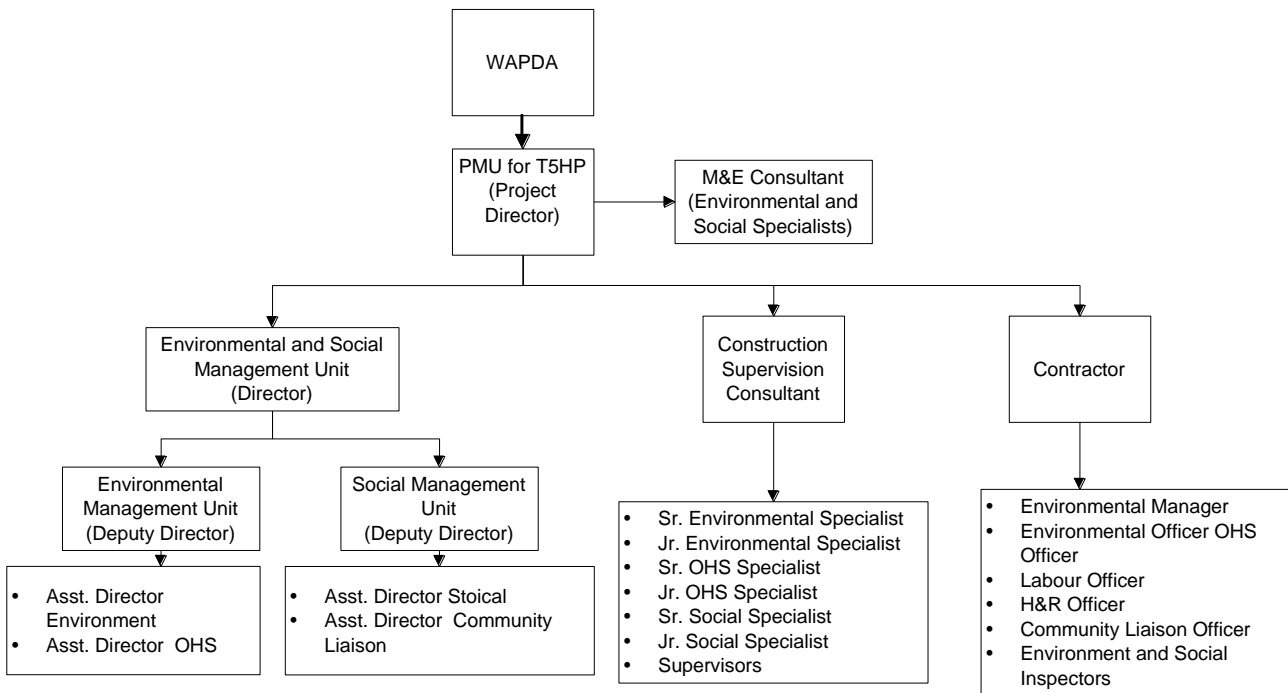 WAPDA
PMU for T5HP
(Project
Director)
M&E Consultant
(Environmental and
Social Specialists)
Environmental and Social
Management Unit
(Director)
Construction
Supervision
Consultant
Contractor
Environmental
Management Unit
(Deputy Director)
Social Management
Unit
(Deputy Director)
• Asst. Director
Environment
• Asst. Director OHS
• Asst. Director Stoical
• Asst. Director Community
Liaison
• Sr. Environmental Specialist
• Jr. Environmental Specialist
• Sr. OHS Specialist
• Jr. OHS Specialist
• Sr. Social Specialist
• Jr. Social Specialist
• Supervisors
• Environmental Manager
• Environmental Officer OHS
Officer
• Labour Officer
• H&R Officer
• Community Liaison Officer
• Environment and Social
Inspectors